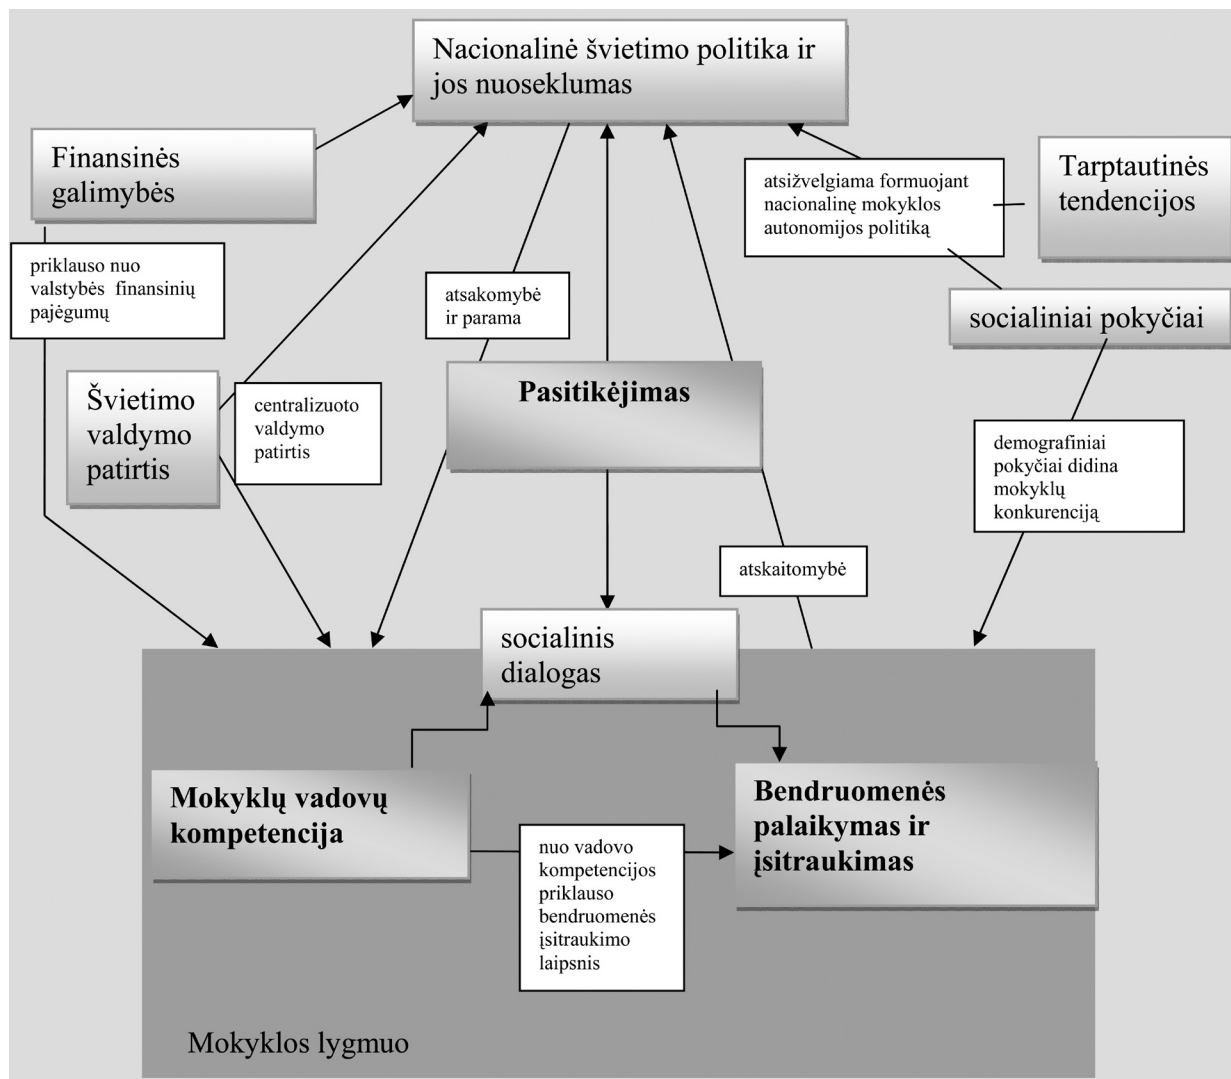 Nacionalinė švietimo politika ir
jos nuoseklumas
Finansinės
galimybės
atsižvelgiama formuojant
nacionalinę mokyklos
autonomijos politiką
Tarptautinės
tendencijos
priklauso nuo
valstybės finansinių
pajėgumų
atsakomybė
ir parama
socialiniai pokyčiai
Švietimo
valdymo
patirtis
centralizuoto
valdymo
patirtis
Pasitikėjimas
demografiniai
pokyčiai didina
mokyklų
konkurenciją
atskaitomybė
socialinis
dialogas
Mokyklų vadovų
kompetencija
nuo vadovo
kompetencijos
priklauso
bendruomenės
įsitraukimo
laipsnis
Bendruomenės
palaikymas ir
įsitraukimas
Mokyklos lygmuo